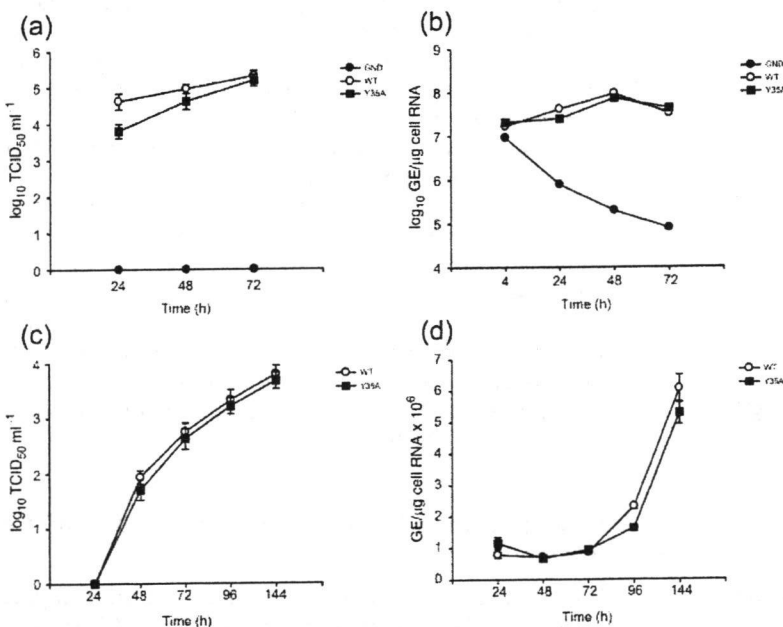 (a)
6
5
4
3
2
1
0
log10 TCID50 ml-1
24 48 72
Time (h)
GND
WT
Y35A
(b)
9
8
7
6
5
4
log10 GE/µg cell RNA
4 24 48 72
Time (h)
GND
WT
Y35A
(c)
4
3
2
1
0
log10 TCID50 ml-1
24 48 72 96 144
Time (h)
WT
Y35A
(d)
7
6
5
4
3
2
1
0
GE/µg cell RNA x 10^6
24 48 72 96 144
Time (h)
WT
Y35A